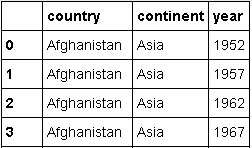 country continent year
0 Afghanistan Asia 1952
1 Afghanistan Asia 1957
2 Afghanistan Asia 1962
3 Afghanistan Asia 1967